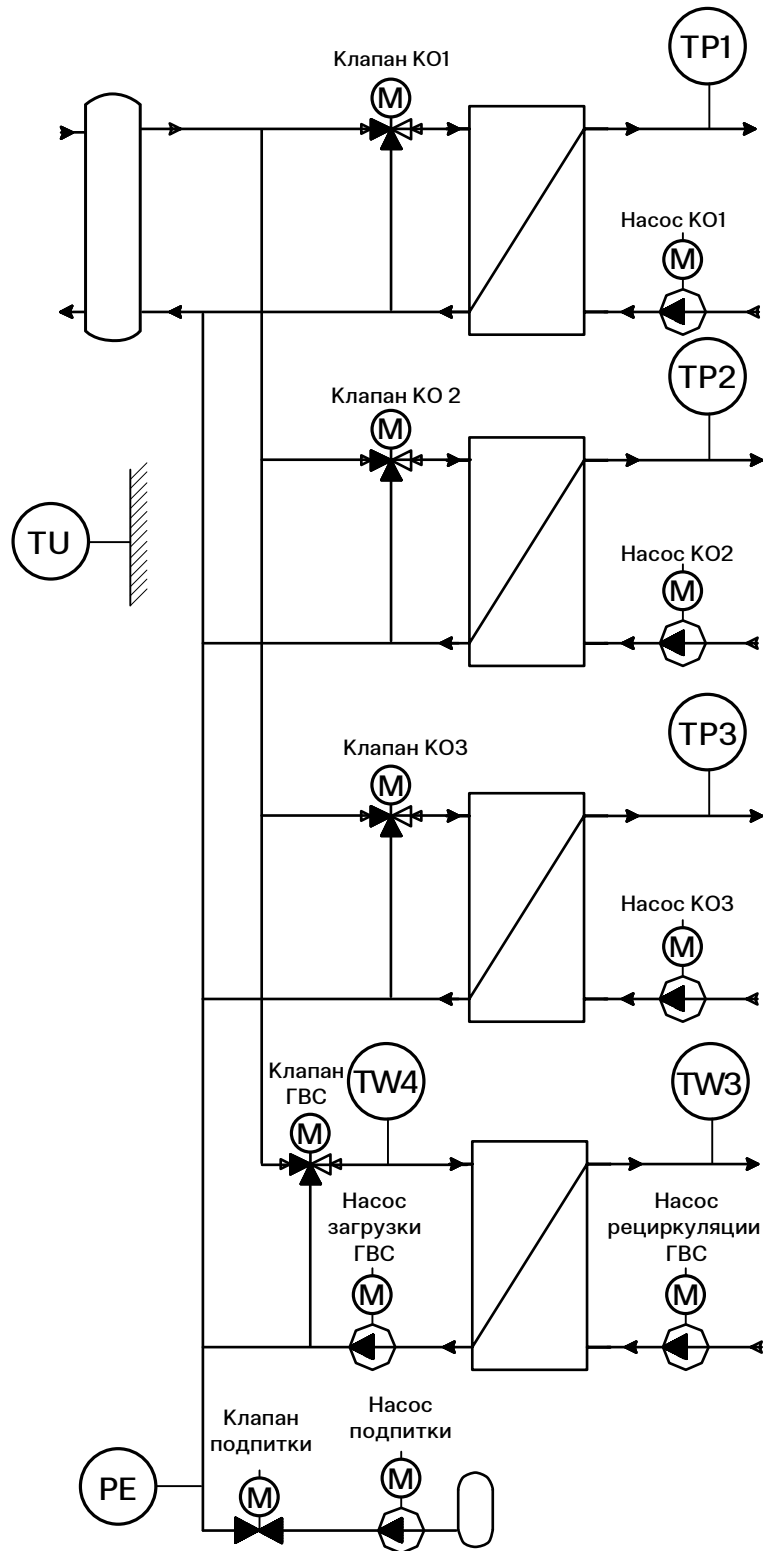 Клапан КО1
TP1
M
Насос КО1
M
TP2
Клапан КО 2
M
TU
Насос КО2
M
TP3
Клапан КО3
M
Насос КО3
M
Клапан
ГВС
M
TW4
TW3
Насос
загрузки
ГВС
M
Насос
рециркуляции
ГВС
M
Клапан
подпитки
M
Насос
подпитки
M
PE